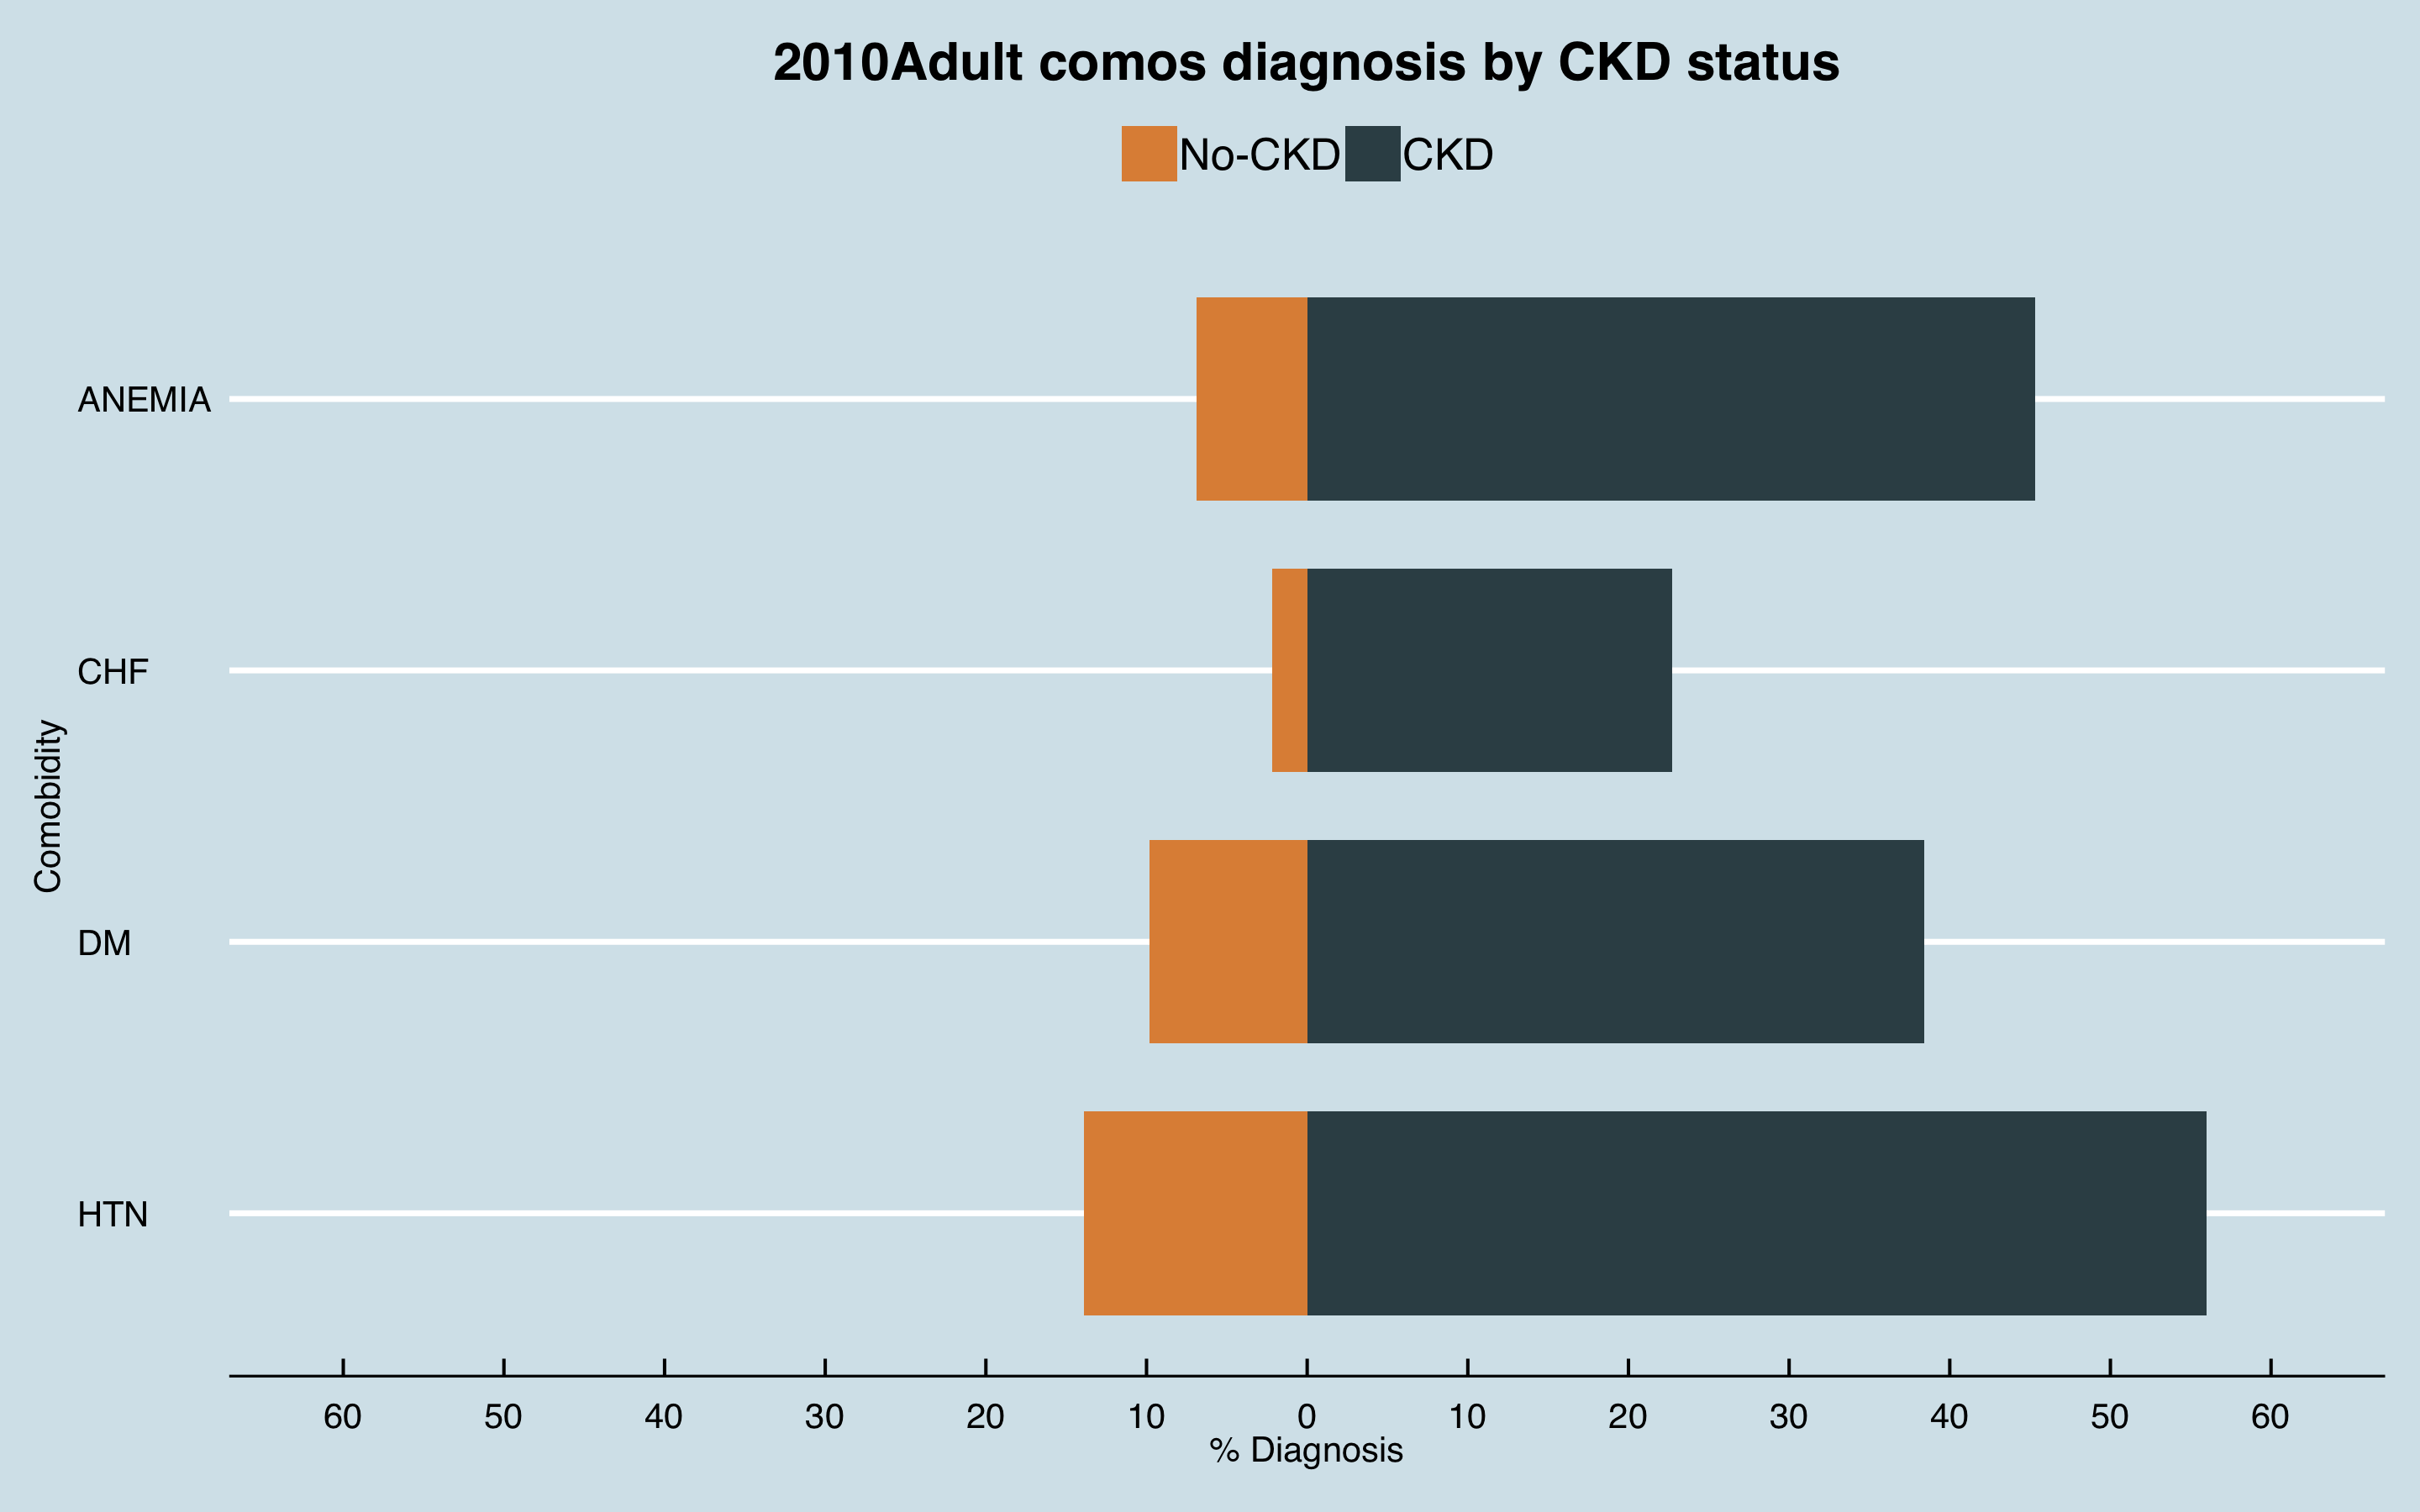 2010Adult comos diagnosis by CKD status
No-CKD CKD
ANEMIA
CHF
DM
HTN
Comobidity
60 50 40 30 20 10 0 10 20 30 40 50 60
% Diagnosis